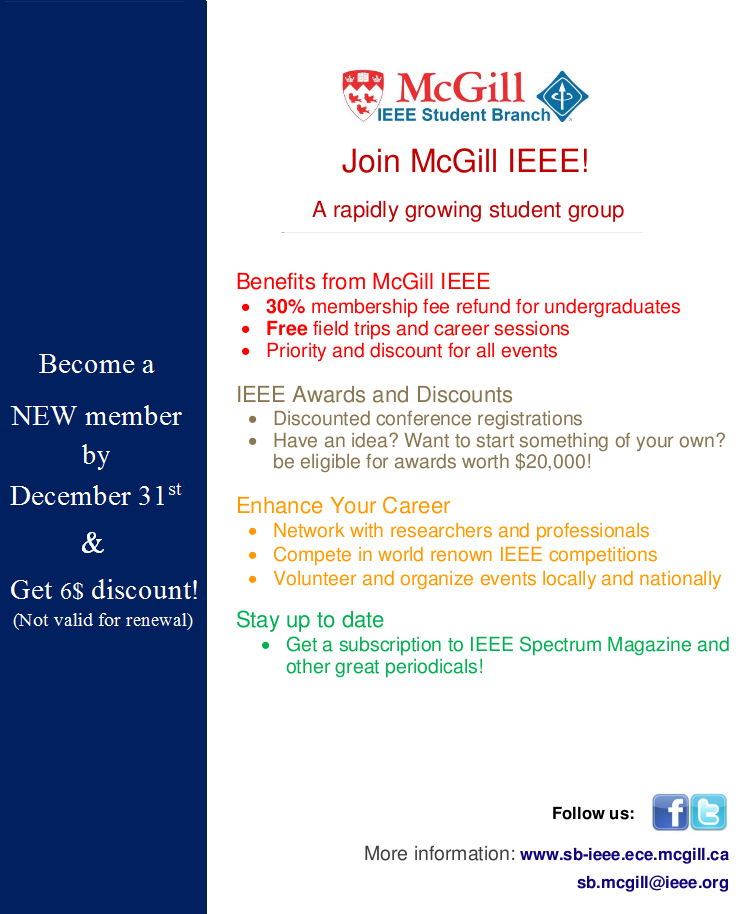 McGill
IEEE Student Branch
Join McGill IEEE!
A rapidly growing student group
Become a
NEW member
by
December 31st
&
Get 6$ discount!
(Not valid for renewal)
Benefits from McGill IEEE
• 30% membership fee refund for undergraduates
• Free field trips and career sessions
• Priority and discount for all events
IEEE Awards and Discounts
• Discounted conference registrations
• Have an idea? Want to start something of your own?
be eligible for awards worth $20,000!
Enhance Your Career
• Network with researchers and professionals
• Compete in world renown IEEE competitions
• Volunteer and organize events locally and nationally
Stay up to date
• Get a subscription to IEEE Spectrum Magazine and
other great periodicals!
Follow us:
More information: www.sb-ieee.ece.mcgill.ca
sb.mcgill@ieee.org